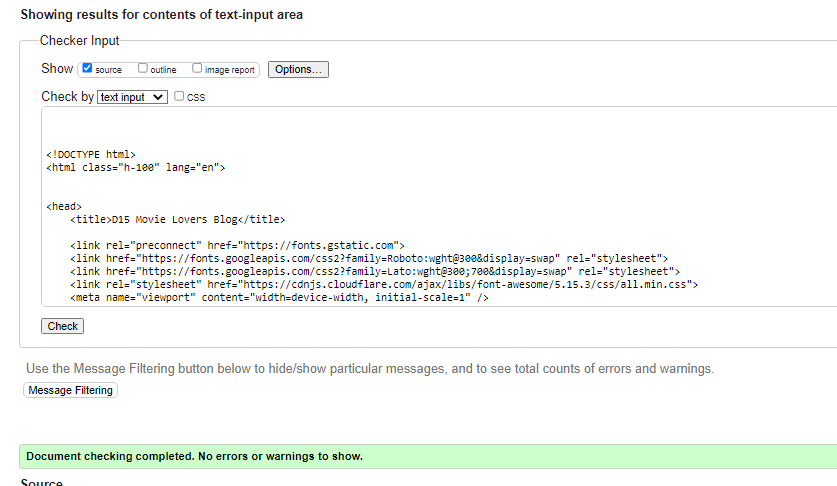 Showing results for contents of text-input area
Checker Input
Show source outline image report Options...
Check by text input css
<!DOCTYPE html>
<html class="h-100" lang="en">
<head>
<title>D15 Movie Lovers Blog</title>
<link rel="preconnect" href="https://fonts.gstatic.com">
<link href="https://fonts.googleapis.com/css2?family=Roboto:wght@300&display=swap" rel="stylesheet">
<link href="https://fonts.googleapis.com/css2?family=Lato:wght@300;700&display=swap" rel="stylesheet">
<link rel="stylesheet" href="https://cdnjs.cloudflare.com/ajax/libs/font-awesome/5.15.3/css/all.min.css">
<meta name="viewport" content="width=device-width, initial-scale=1" />
Check
Use the Message Filtering button below to hide/show particular messages, and to see total counts of errors and warnings.
Message Filtering
Document checking completed. No errors or warnings to show.
Source